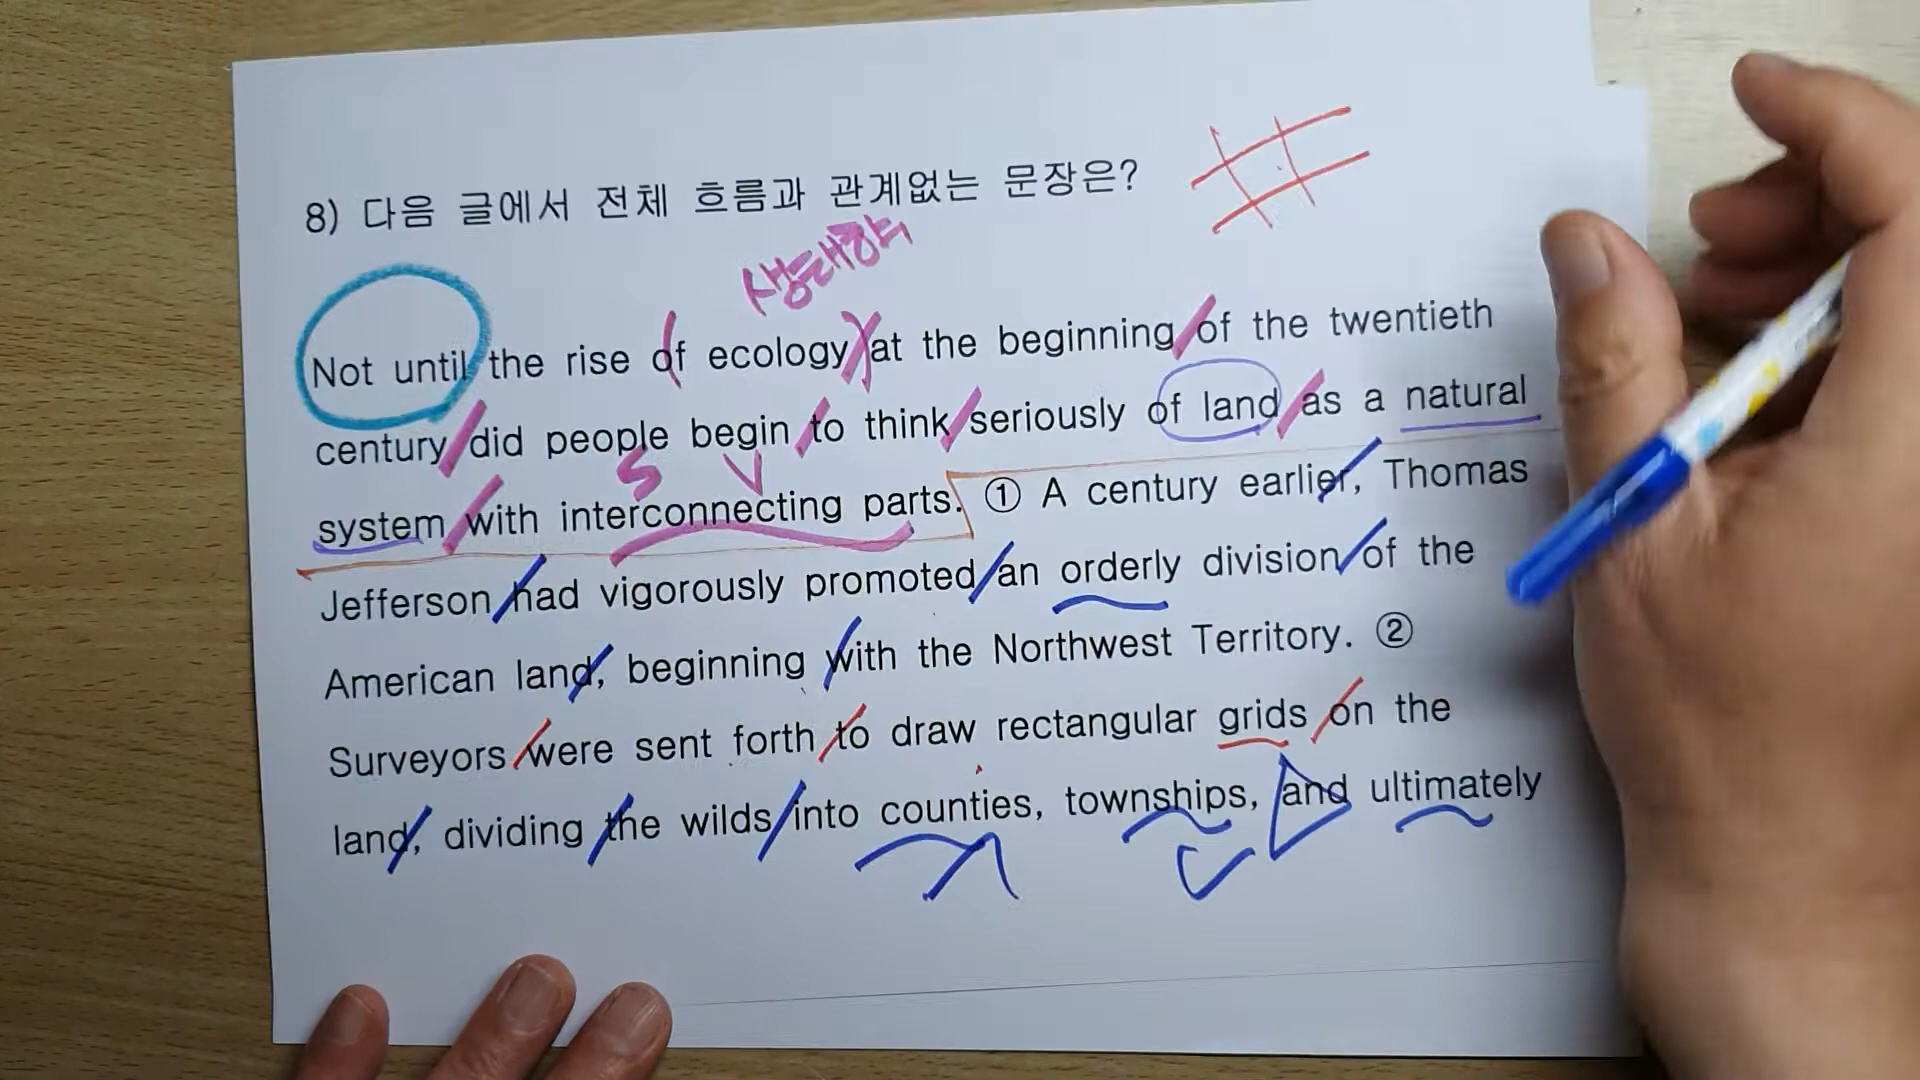 8) 다음 글에서 전체 흐름과 관계없는 문장은?
Not until the rise of ecology at the beginning of the twentieth
century did people begin to think seriously of land as a natural
S V
system with interconnecting parts. ① A century earlier, Thomas
Jefferson had vigorously promoted an orderly division of the
American land, beginning with the Northwest Territory. ②
Surveyors were sent forth to draw rectangular grids on the
land, dividing the wilds into counties, townships, and ultimately